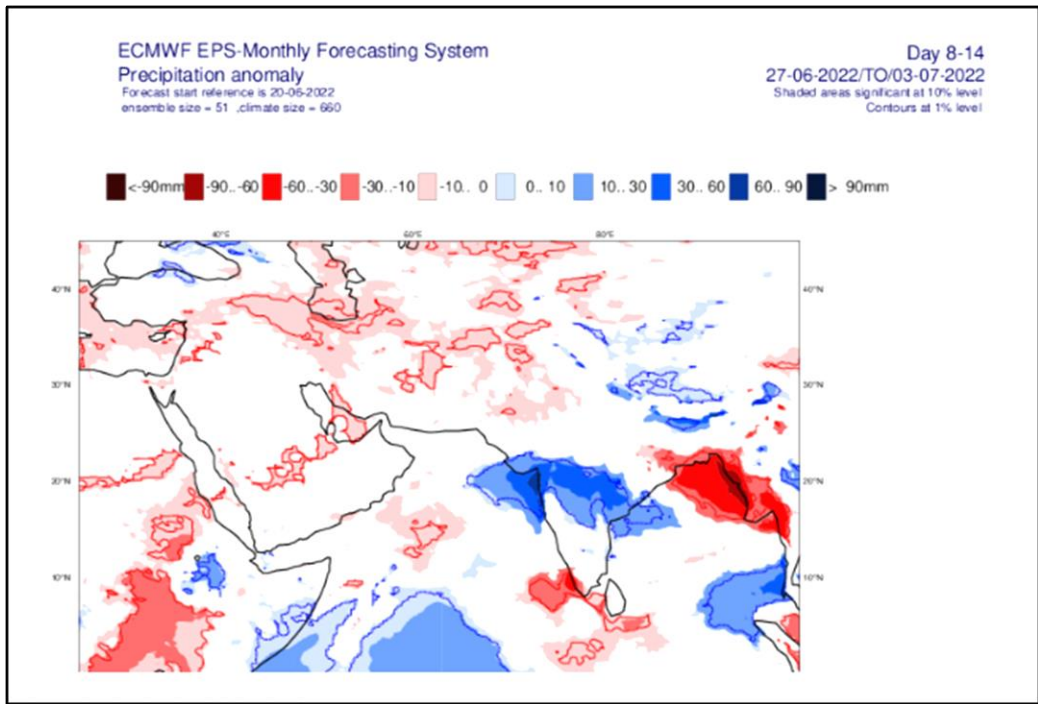 ECMWF EPS-Monthly Forecasting System
Precipitation anomaly
Forecast start reference is 20-06-2022
ensemble size = 51 ,climate size = 660
Day 8-14
27-06-2022/TO/03-07-2022
Shaded areas significant at 10% level
Contours at 1% level
<-90mm -90.. -60 -60.. -30 -30.. -10 -10.. 0 0.. 10 10.. 30 30.. 60 60.. 90 > 90mm
40°E 60°E 80°E
40°N 40°N
30°N 30°N
20°N 20°N
10°N 10°N